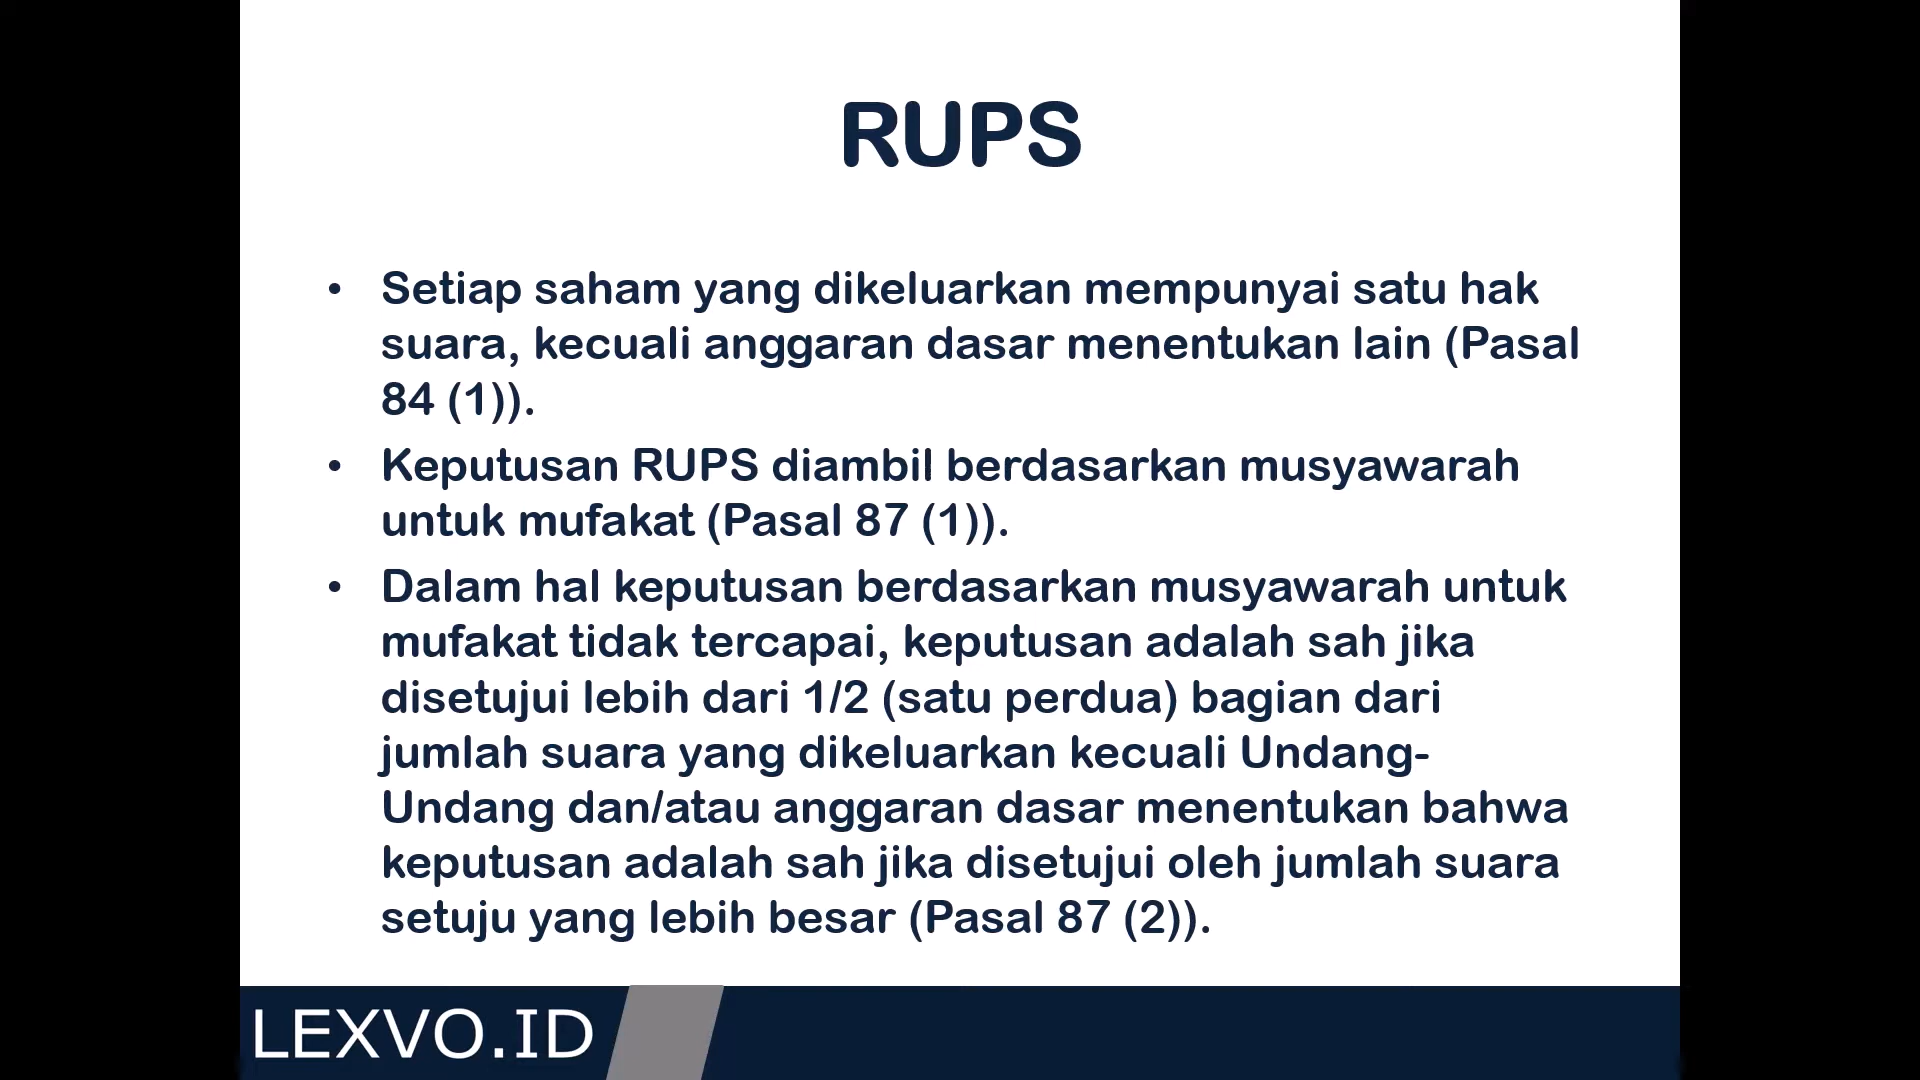 RUPS
• Setiap saham yang dikeluarkan mempunyai satu hak
suara, kecuali anggaran dasar menentukan lain (Pasal
84 (1)).
• Keputusan RUPS diambil berdasarkan musyawarah
untuk mufakat (Pasal 87 (1)).
• Dalam hal keputusan berdasarkan musyawarah untuk
mufakat tidak tercapai, keputusan adalah sah jika
disetujui lebih dari 1/2 (satu perdua) bagian dari
jumlah suara yang dikeluarkan kecuali Undang-
Undang dan/atau anggaran dasar menentukan bahwa
keputusan adalah sah jika disetujui oleh jumlah suara
setuju yang lebih besar (Pasal 87 (2)).
LEXVO.ID